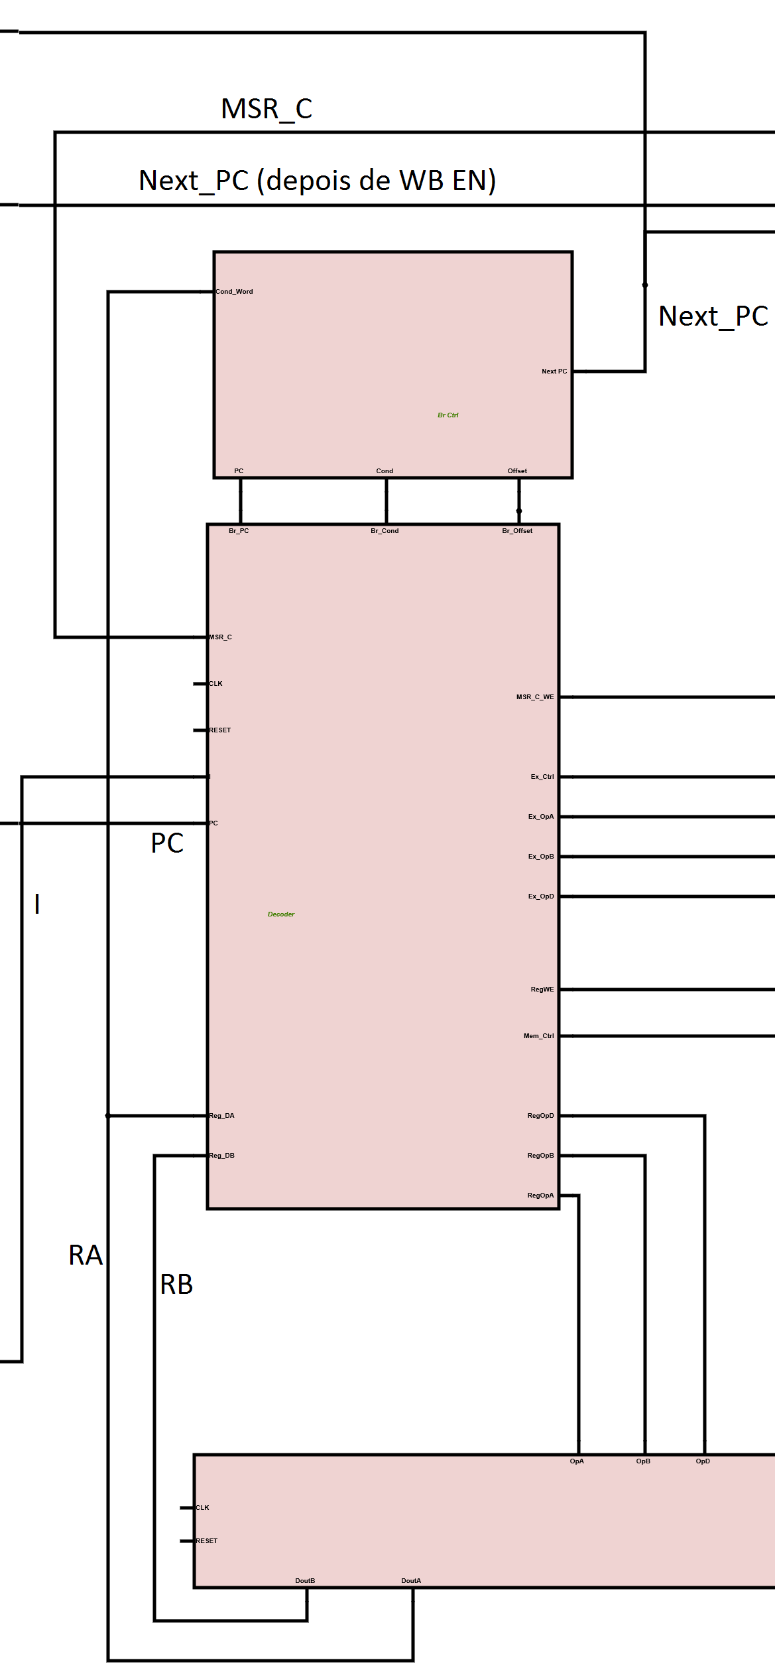 MSR_C
Next_PC (depois de WB EN)
Cond_Word
Next_PC
Next PC
Br Ctrl
PC
Cond
Offset
Br_PC
Br_Cond
Br_Offset
MSR_C
CLK
MSR_C_WE
RESET
I
Ex_Ctrl
PC
Ex_OpA
PC
Ex_OpB
Ex_OpD
I
Decoder
RegWE
Mem_Ctrl
Reg_DA
RegOpD
Reg_DB
RegOpB
RegOpA
RA
RB
OpA
OpB
OpD
CLK
RESET
DoutB
DoutA